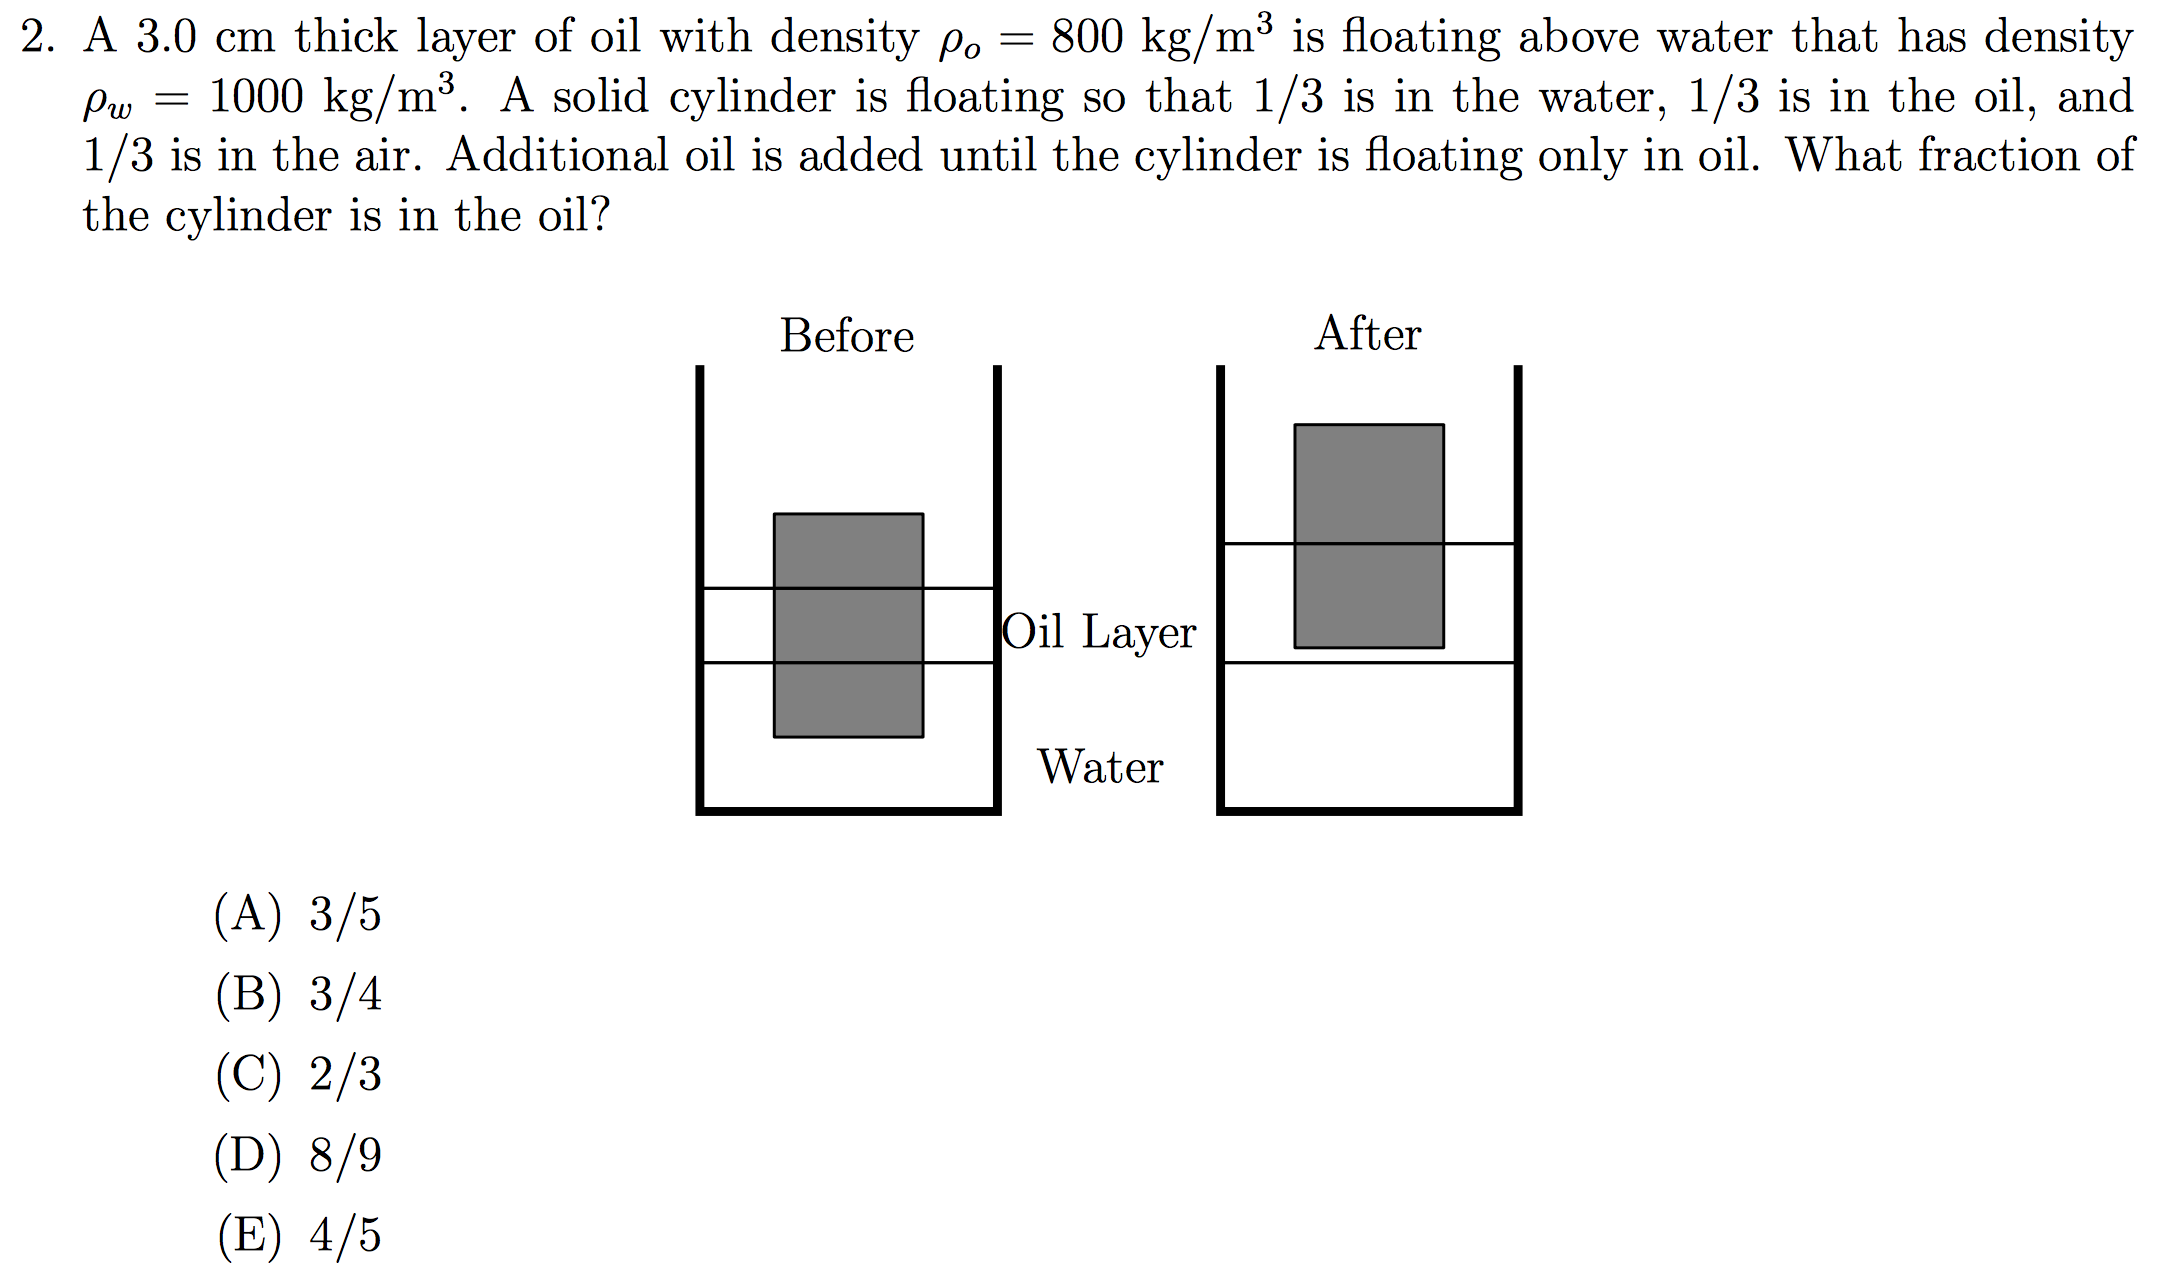 2. A 3.0 cm thick layer of oil with density ρₒ = 800 kg/m³ is floating above water that has density
ρ_w = 1000 kg/m³. A solid cylinder is floating so that 1/3 is in the water, 1/3 is in the oil, and
1/3 is in the air. Additional oil is added until the cylinder is floating only in oil. What fraction of
the cylinder is in the oil?
Before
After
Oil Layer
Water
(A) 3/5
(B) 3/4
(C) 2/3
(D) 8/9
(E) 4/5